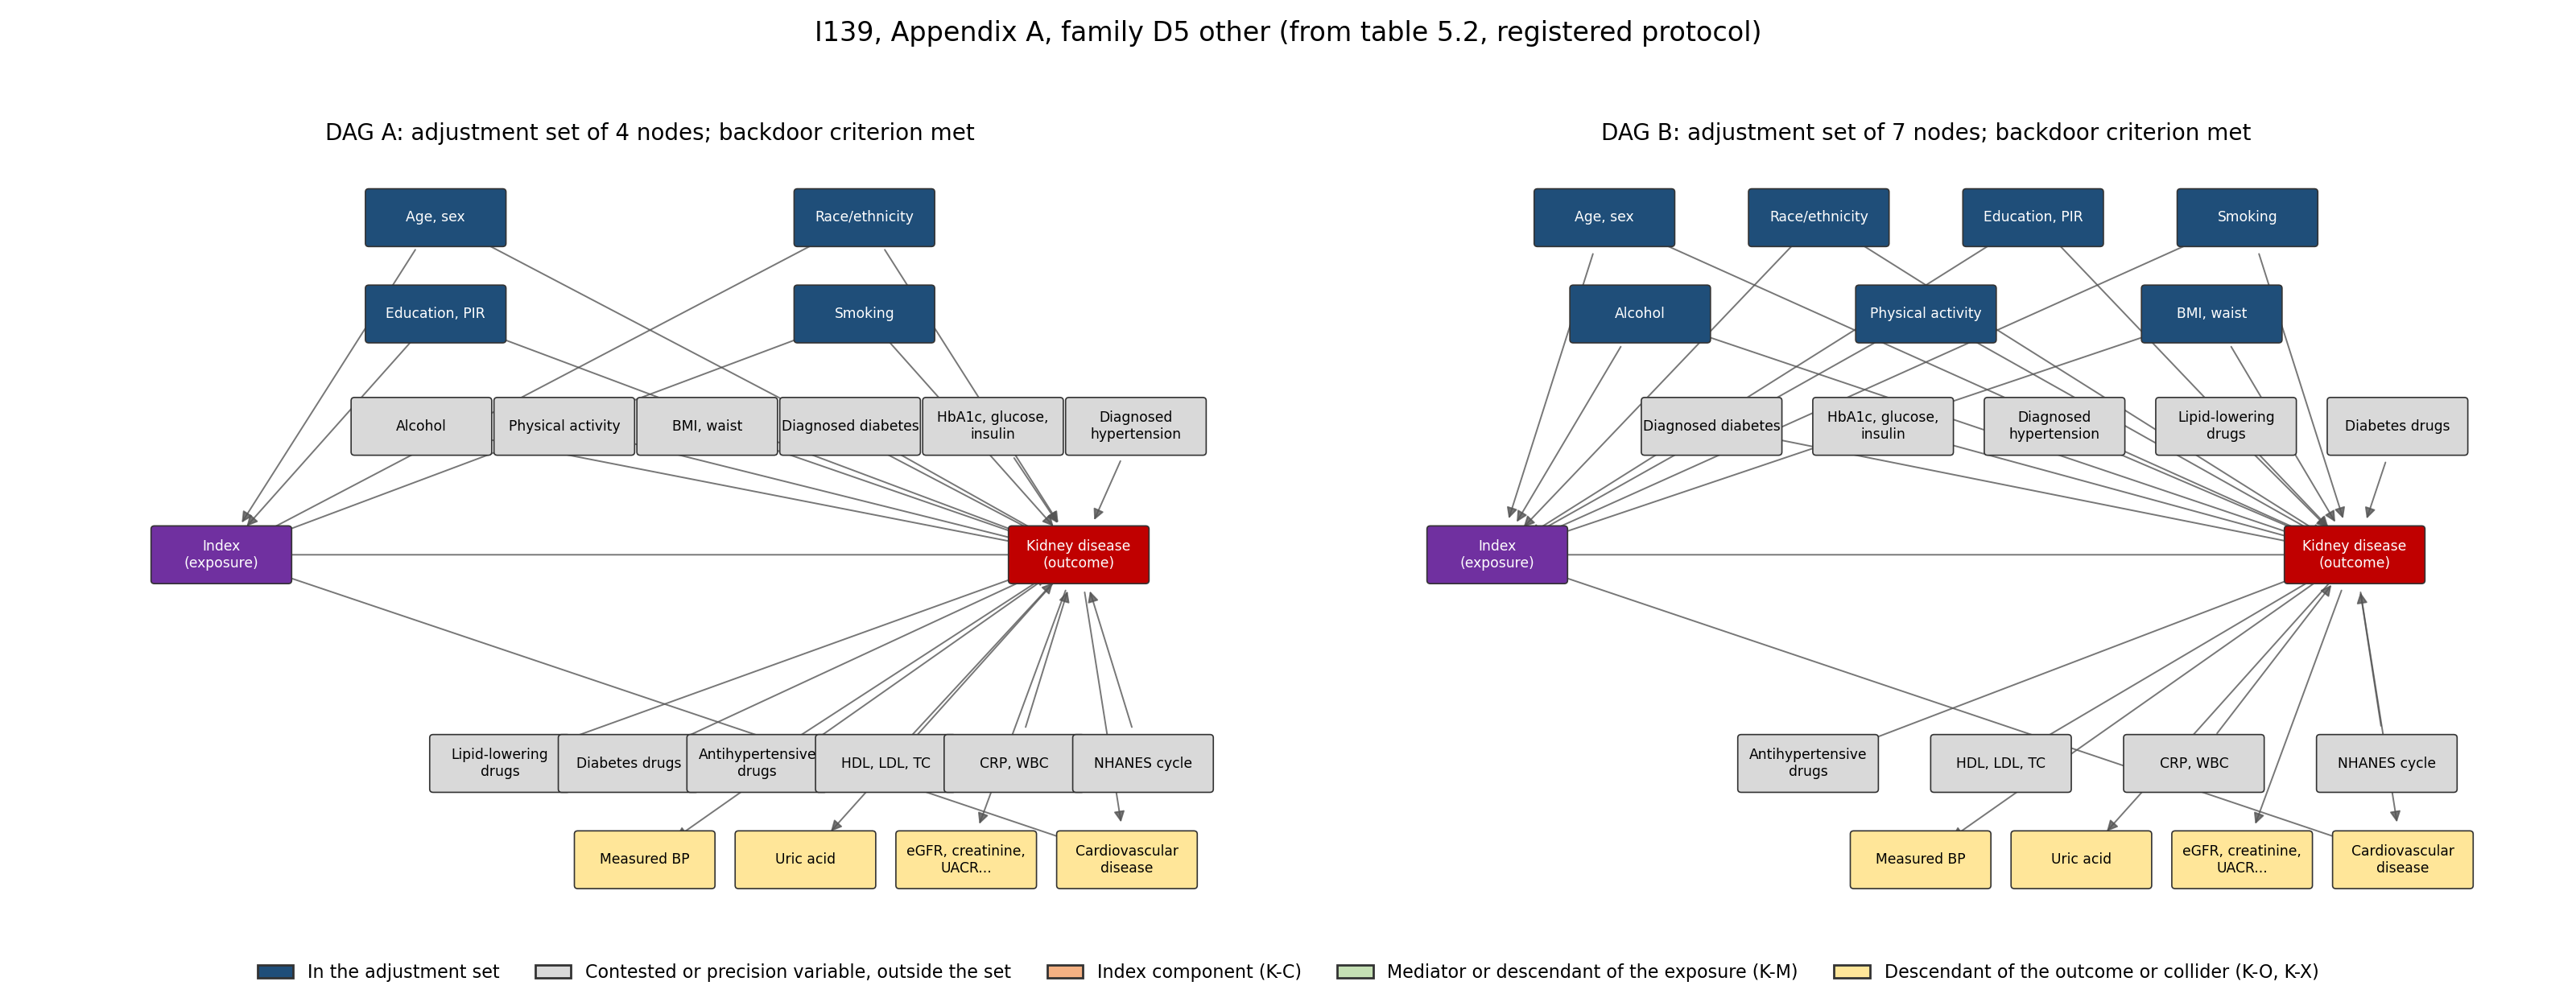 I139, Appendix A, family D5 other (from table 5.2, registered protocol)
DAG A: adjustment set of 4 nodes; backdoor criterion met
Age, sex
Race/ethnicity
Education, PIR
Smoking
Alcohol
Physical activity
BMI, waist
Diagnosed diabetes
HbA1c, glucose,
insulin
Diagnosed
hypertension
Index
(exposure)
Kidney disease
(outcome)
Lipid-lowering
drugs
Diabetes drugs
Antihypertensive
drugs
HDL, LDL, TC
CRP, WBC
NHANES cycle
Measured BP
Uric acid
eGFR, creatinine,
UACR...
Cardiovascular
disease
DAG B: adjustment set of 7 nodes; backdoor criterion met
Age, sex
Race/ethnicity
Education, PIR
Smoking
Alcohol
Physical activity
BMI, waist
Diagnosed diabetes
HbA1c, glucose,
insulin
Diagnosed
hypertension
Lipid-lowering
drugs
Diabetes drugs
Index
(exposure)
Kidney disease
(outcome)
Antihypertensive
drugs
HDL, LDL, TC
CRP, WBC
NHANES cycle
Measured BP
Uric acid
eGFR, creatinine,
UACR...
Cardiovascular
disease
In the adjustment set
Contested or precision variable, outside the set
Index component (K-C)
Mediator or descendant of the exposure (K-M)
Descendant of the outcome or collider (K-O, K-X)